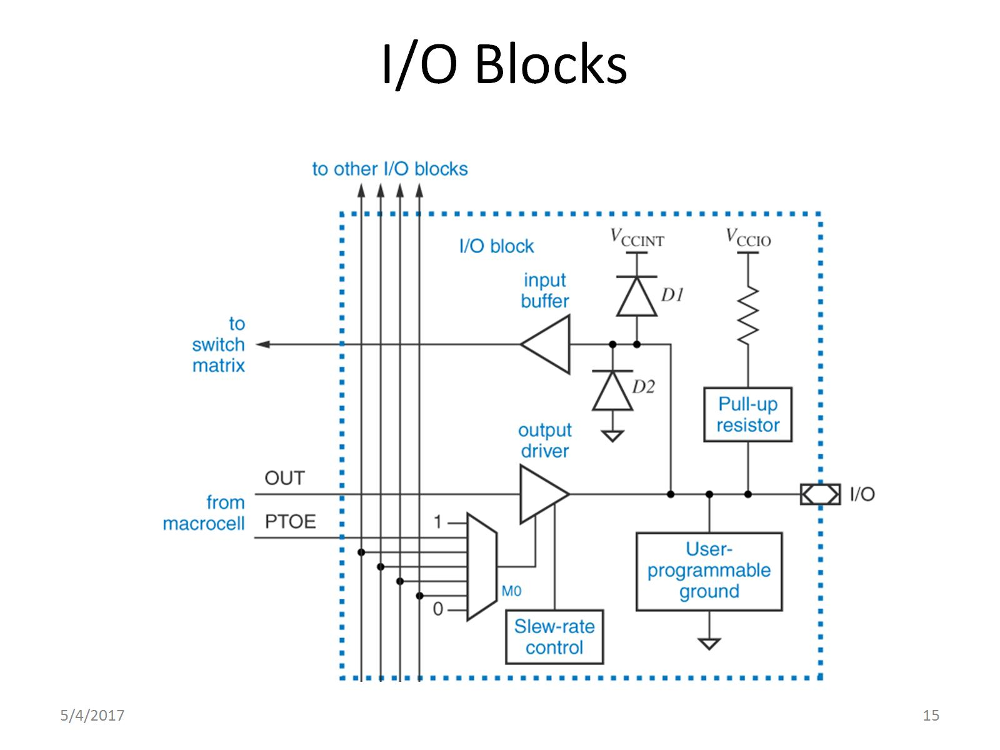 I/O Blocks
to other I/O blocks
I/O block
VCCINT
VCCIO
input
buffer
D1
to
switch
matrix
D2
Pull-up
resistor
output
driver
OUT
I/O
from
macrocell
PTOE
1
User-
programmable
ground
M0
0
Slew-rate
control
5/4/2017
15